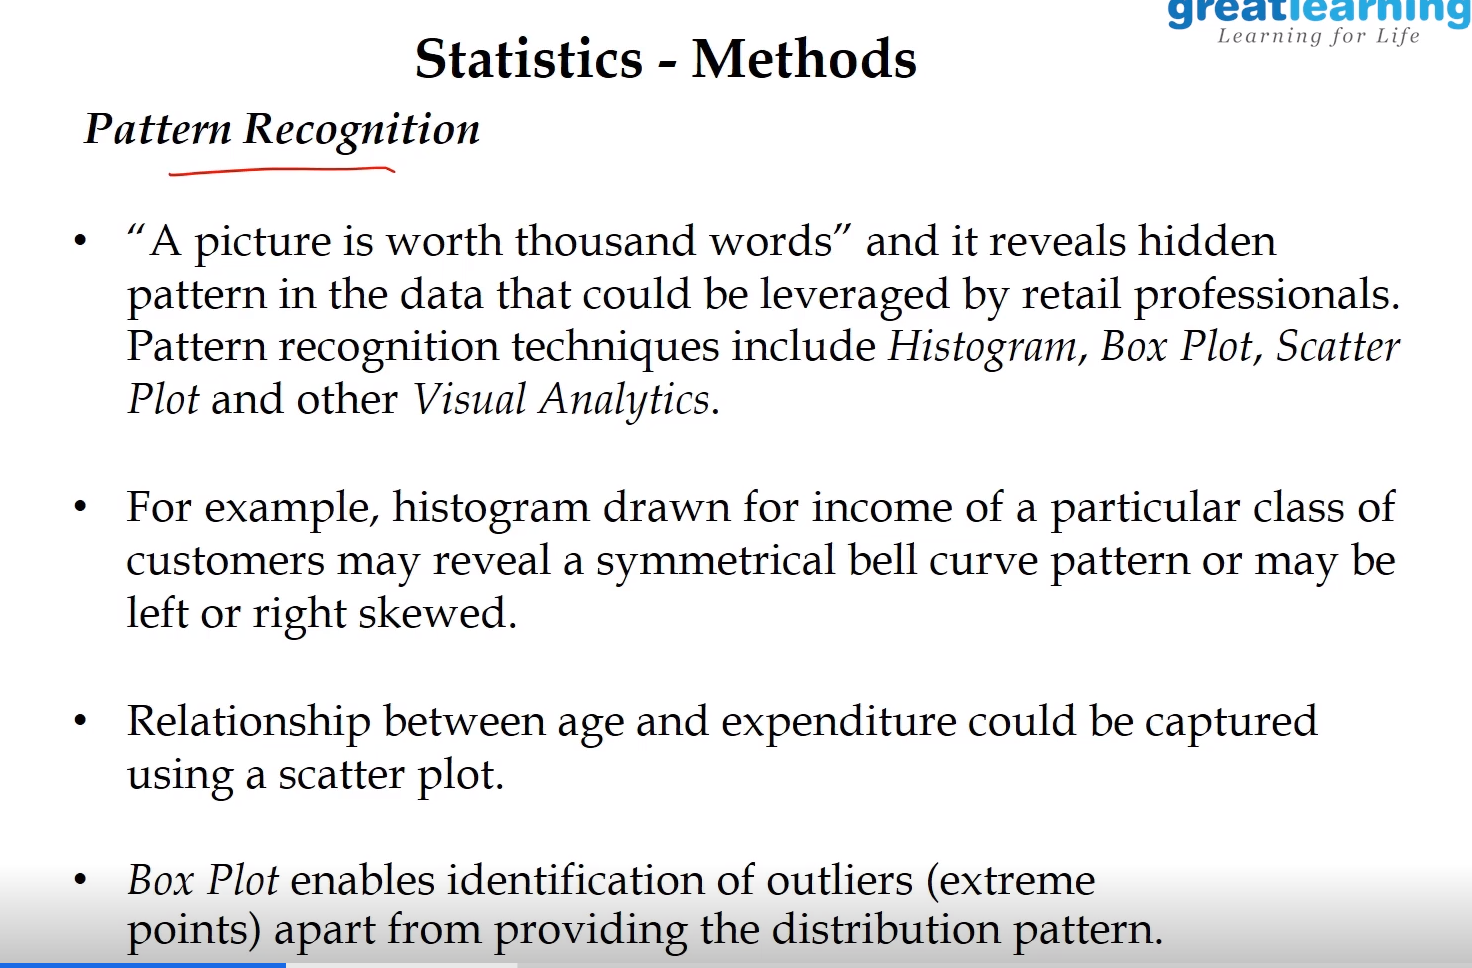 greatlearning
Learning for Life
Statistics - Methods
Pattern Recognition
• “A picture is worth thousand words” and it reveals hidden
pattern in the data that could be leveraged by retail professionals.
Pattern recognition techniques include Histogram, Box Plot, Scatter
Plot and other Visual Analytics.
• For example, histogram drawn for income of a particular class of
customers may reveal a symmetrical bell curve pattern or may be
left or right skewed.
• Relationship between age and expenditure could be captured
using a scatter plot.
• Box Plot enables identification of outliers (extreme
points) apart from providing the distribution pattern.